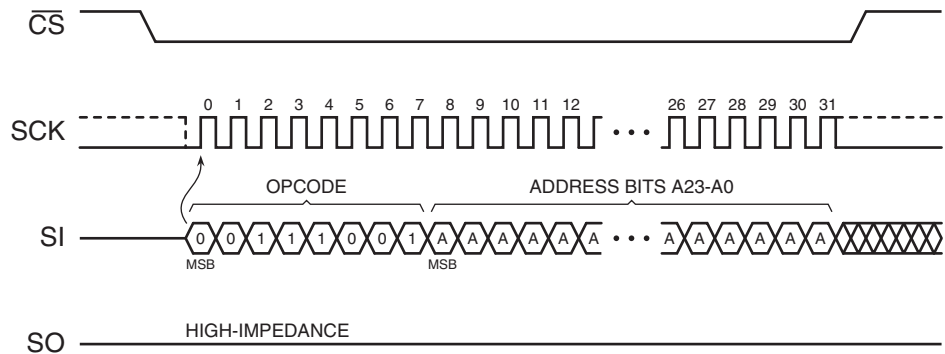 CS
0 1 2 3 4 5 6 7 8 9 10 11 12 26 27 28 29 30 31
SCK
OPCODE ADDRESS BITS A23-A0
SI 0 0 1 1 1 0 0 1 A A A A A A A A A A A A
MSB MSB
HIGH-IMPEDANCE
SO